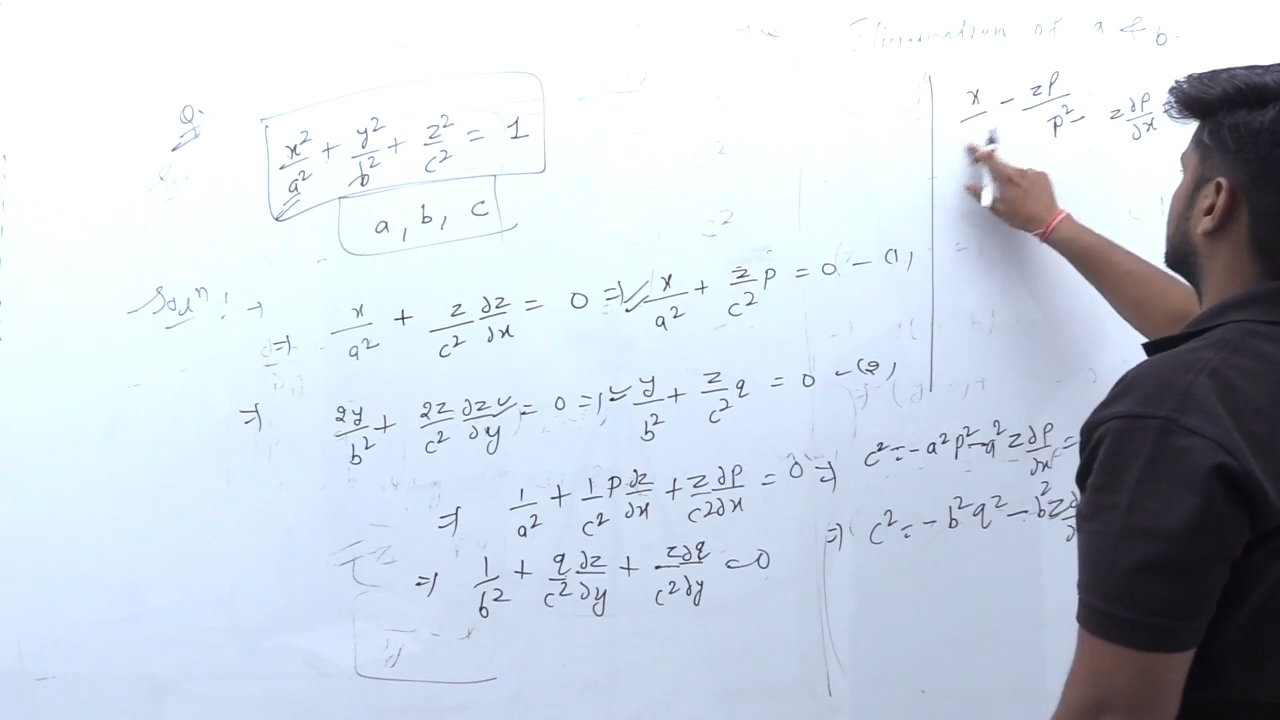 Elimination of a & b.
Q:
x²/a² + y²/b² + z²/c² = 1
a, b, c
Solⁿ: →
⇒ x/a² + z/c² ∂z/∂x = 0 ⇒ x/a² + z/c² p = 0 - (1)
⇒ 2y/b² + 2z/c² ∂z/∂y = 0 ⇒ y/b² + z/c² q = 0 - (2)
⇒ 1/a² + 1/c² p ∂z/∂x + z/c² ∂p/∂x = 0 ⇒ c² = -a²p² - a² z ∂p/∂x =
⇒ 1/b² + q/c² ∂z/∂y + z∂q/c²∂y = 0 ⇒ c² = -b²q² - b²z
x/ - zp/p² - z ∂p/∂x =